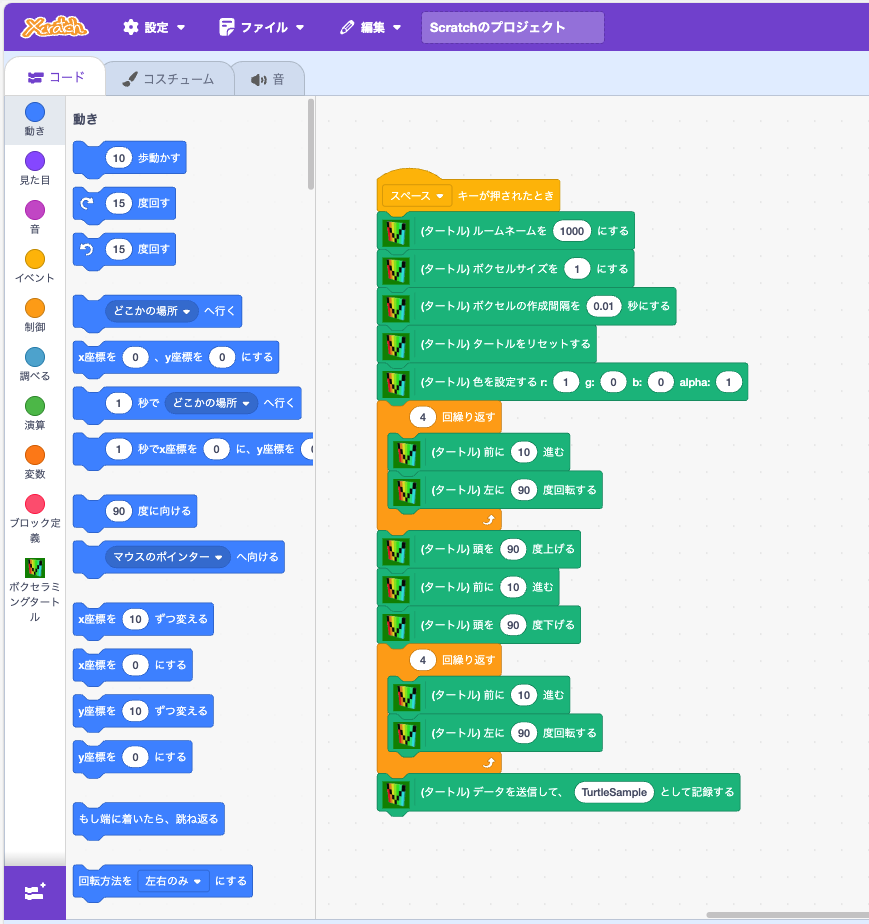 Xcratch 設定 ファイル 編集 Scratchのプロジェクト
コード コスチューム 音
動き
見た目
音
イベント
制御
調べる
演算
変数
ブロック定
義
ボクセラミ
ングタート
ル
動き
10 歩動かす
15 度回す
15 度回す
どこかの場所 へ行く
x座標を 0 、y座標を 0 にする
1 秒で どこかの場所 へ行く
1 秒でx座標を 0 に、y座標を
90 度に向ける
マウスのポインター へ向ける
x座標を 10 ずつ変える
x座標を 0 にする
y座標を 10 ずつ変える
y座標を 0 にする
もし端に着いたら、跳ね返る
回転方法を 左右のみ にする
スペース キーが押されたとき
(タートル) ルームネームを 1000 にする
(タートル) ボクセルサイズを 1 にする
(タートル) ボクセルの作成間隔を 0.01 秒にする
(タートル) タートルをリセットする
(タートル) 色を設定する r: 1 g: 0 b: 0 alpha: 1
4 回繰り返す
(タートル) 前に 10 進む
(タートル) 左に 90 度回転する
(タートル) 頭を 90 度上げる
(タートル) 前に 10 進む
(タートル) 頭を 90 度下げる
4 回繰り返す
(タートル) 前に 10 進む
(タートル) 左に 90 度回転する
(タートル) データを送信して、 TurtleSample として記録する